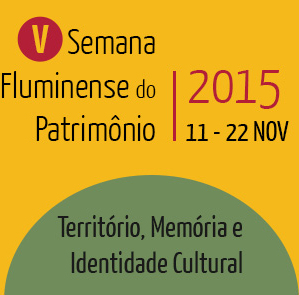 V Semana
Fluminense do
Patrimônio
2015
11 - 22 NOV
Território, Memória e
Identidade Cultural